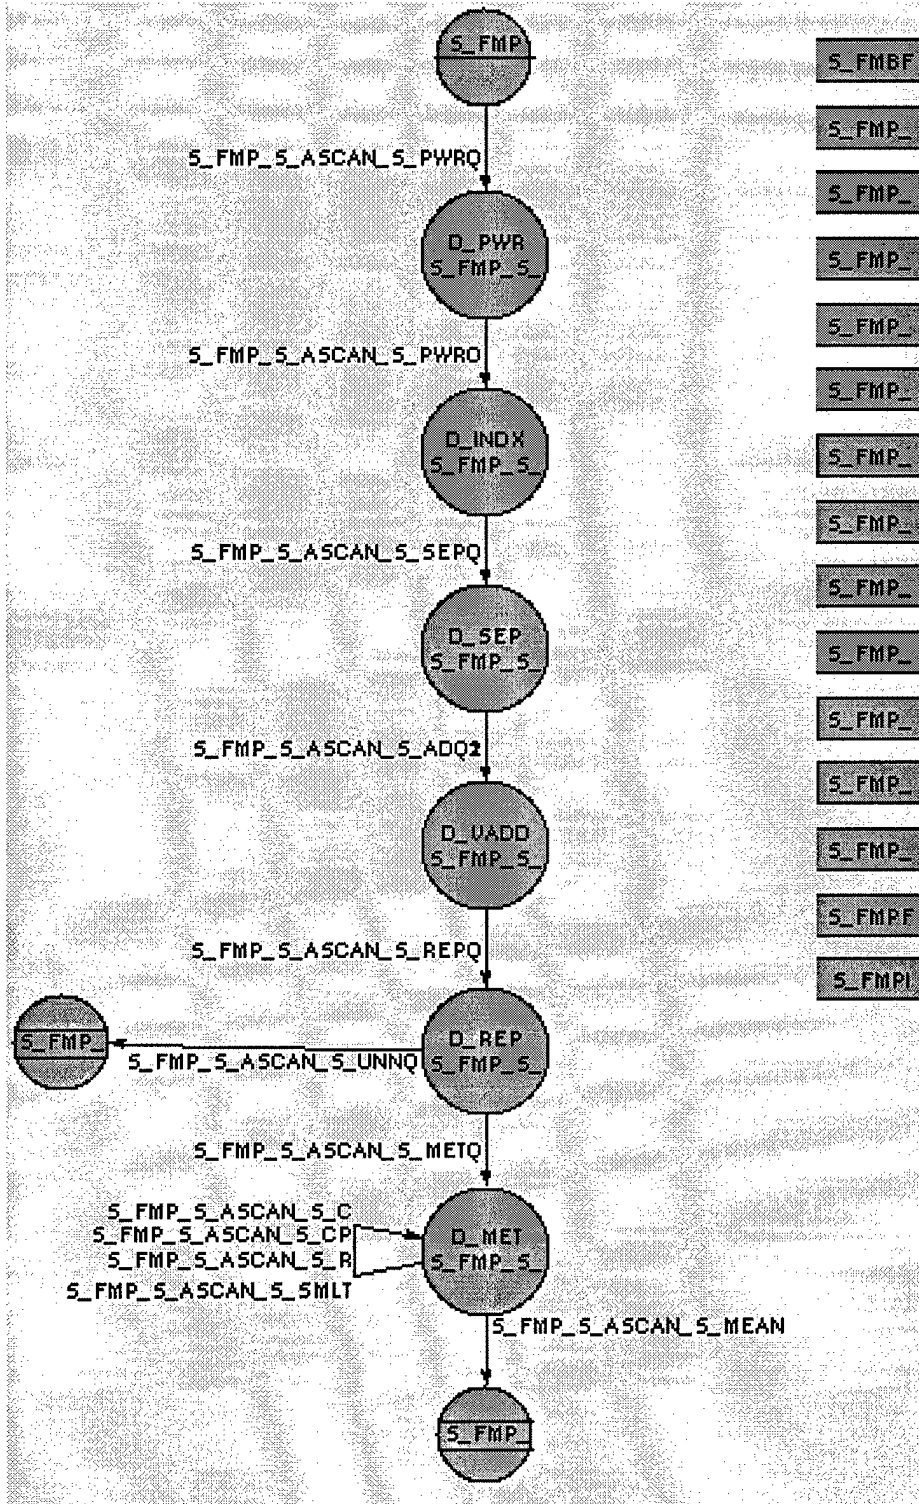 S_FMP
S_FMP_S_ASCAN_S_PWRQ
D_PWR
S_FMP_S_
S_FMP_S_ASCAN_S_PWRO
D_INDX
S_FMP_S_
S_FMP_S_ASCAN_S_SEPQ
D_SEP
S_FMP_S_
S_FMP_S_ASCAN_S_ADQ2
D_VADD
S_FMP_S_
S_FMP_S_ASCAN_S_REPQ
D_REP
S_FMP_S_
S_FMP_
S_FMP_S_ASCAN_S_UNNQ
S_FMP_S_ASCAN_S_METQ
S_FMP_S_ASCAN_S_C
S_FMP_S_ASCAN_S_CP
S_FMP_S_ASCAN_S_R
S_FMP_S_ASCAN_S_SMLT
D_MET
S_FMP_S_
S_FMP_S_ASCAN_S_MEAN
S_FMP_
S_FMBF
S_FMP_
S_FMP_
S_FMP_
S_FMP_
S_FMP_
S_FMP_
S_FMP_
S_FMP_
S_FMP_
S_FMP_
S_FMP_
S_FMP_
S_FMPF
S_FMPI